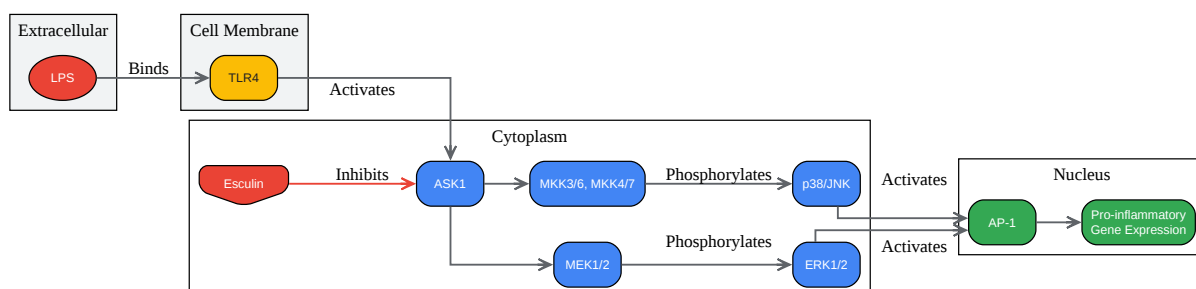 Extracellular
Cell Membrane
LPS
Binds
TLR4
Activates
Cytoplasm
Esculin
Inhibits
ASK1
MKK3/6, MKK4/7
Phosphorylates
p38/JNK
Activates
Nucleus
MEK1/2
Phosphorylates
ERK1/2
Activates
AP-1
Pro-inflammatory
Gene Expression